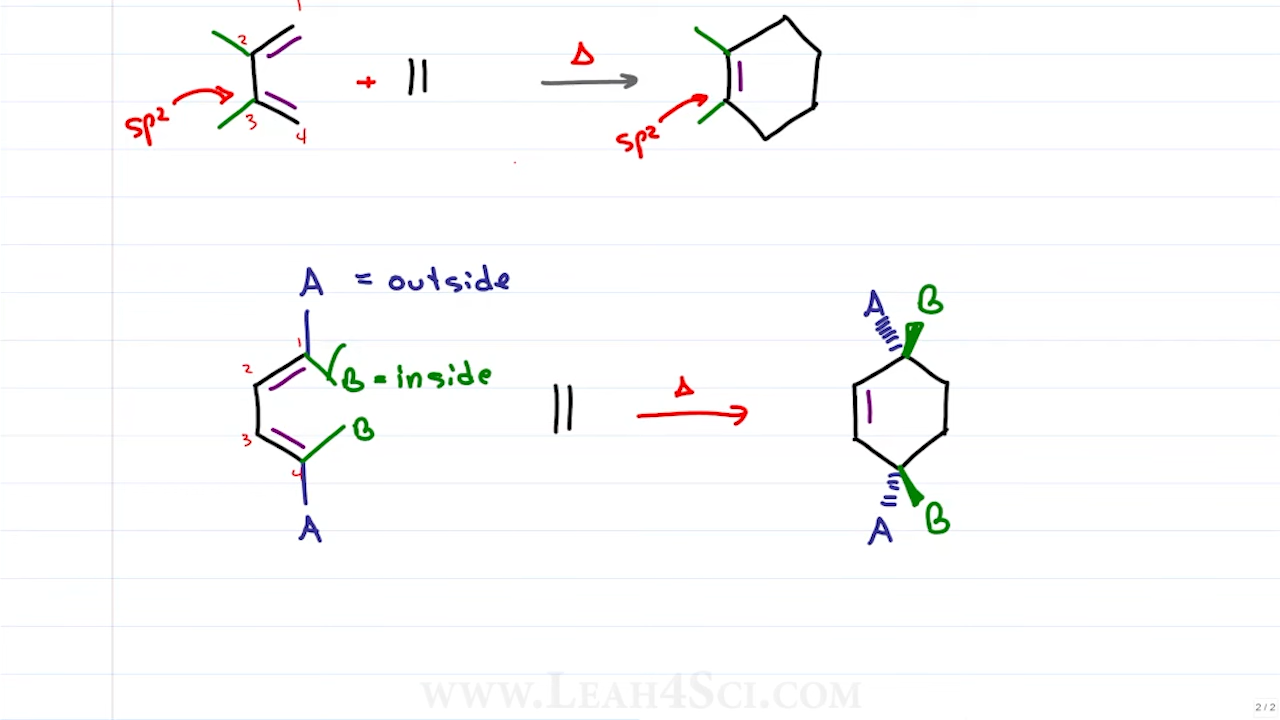 1
2
3
4
sp²
+
Δ
sp²
A = outside
1
2
B = inside
3
B
4
A
Δ
A B
A B
www.Leah4Sci.com
2 / 2